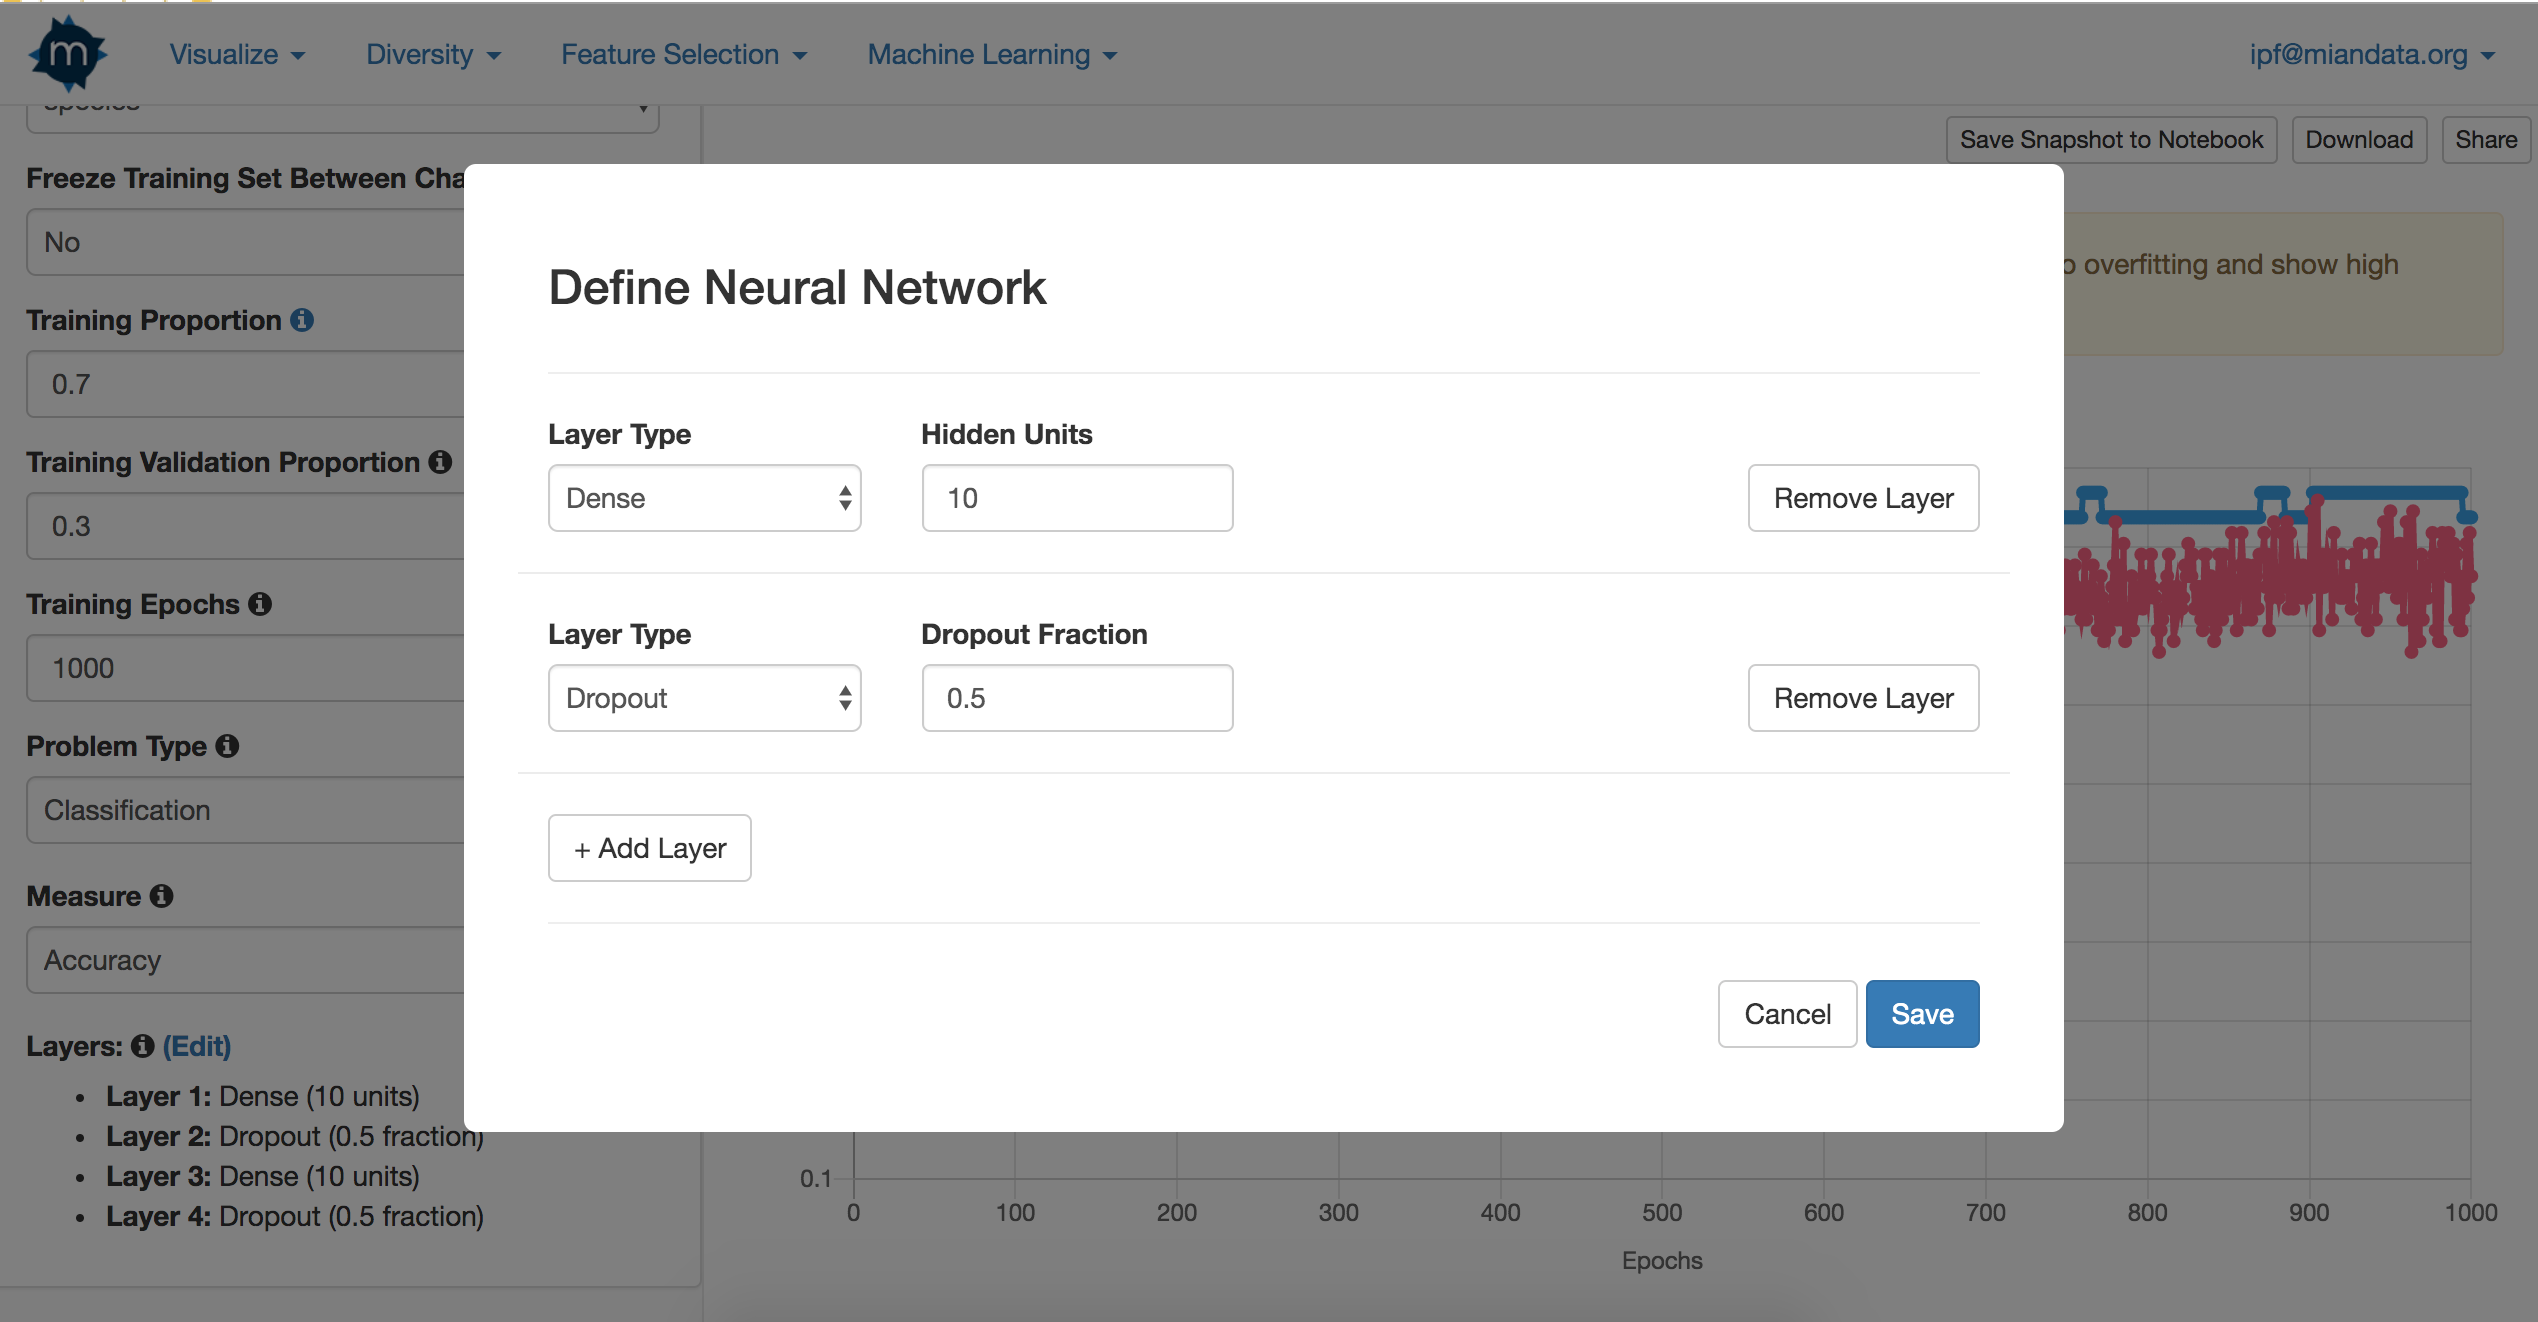 m
Visualize
Diversity
Feature Selection
Machine Learning
ipf@miandata.org
species
Save Snapshot to Notebook
Download
Share
Freeze Training Set Between Cha
No
Training Proportion
0.7
Training Validation Proportion
0.3
Training Epochs
1000
Problem Type
Classification
Measure
Accuracy
Layers: (Edit)
• Layer 1: Dense (10 units)
• Layer 2: Dropout (0.5 fraction)
• Layer 3: Dense (10 units)
• Layer 4: Dropout (0.5 fraction)
Define Neural Network
Layer Type
Hidden Units
Dense
10
Remove Layer
Layer Type
Dropout Fraction
Dropout
0.5
Remove Layer
+ Add Layer
Cancel
Save
o overfitting and show high
0.1
0 100 200 300 400 500 600 700 800 900 1000
Epochs